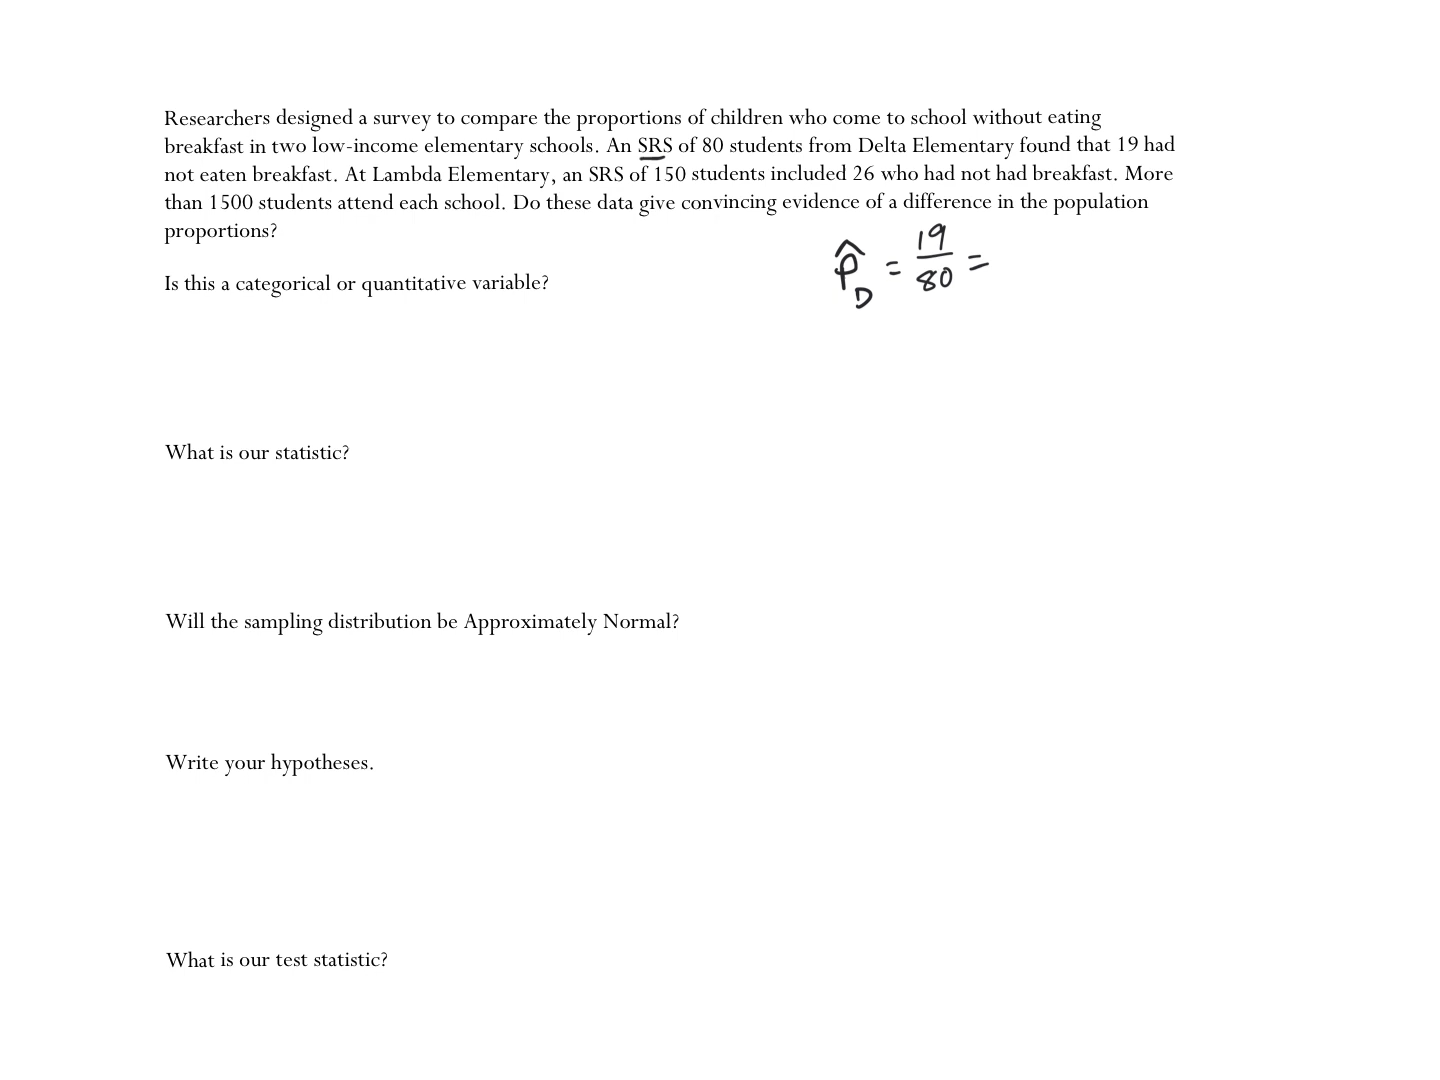 Researchers designed a survey to compare the proportions of children who come to school without eating
breakfast in two low-income elementary schools. An SRS of 80 students from Delta Elementary found that 19 had
not eaten breakfast. At Lambda Elementary, an SRS of 150 students included 26 who had not had breakfast. More
than 1500 students attend each school. Do these data give convincing evidence of a difference in the population
proportions?
p̂_D = 19/80 =
Is this a categorical or quantitative variable?
What is our statistic?
Will the sampling distribution be Approximately Normal?
Write your hypotheses.
What is our test statistic?